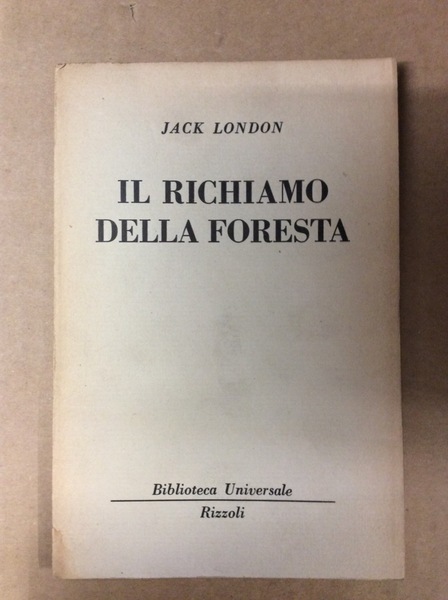 JACK LONDON
IL RICHIAMO
DELLA FORESTA
Biblioteca Universale
Rizzoli